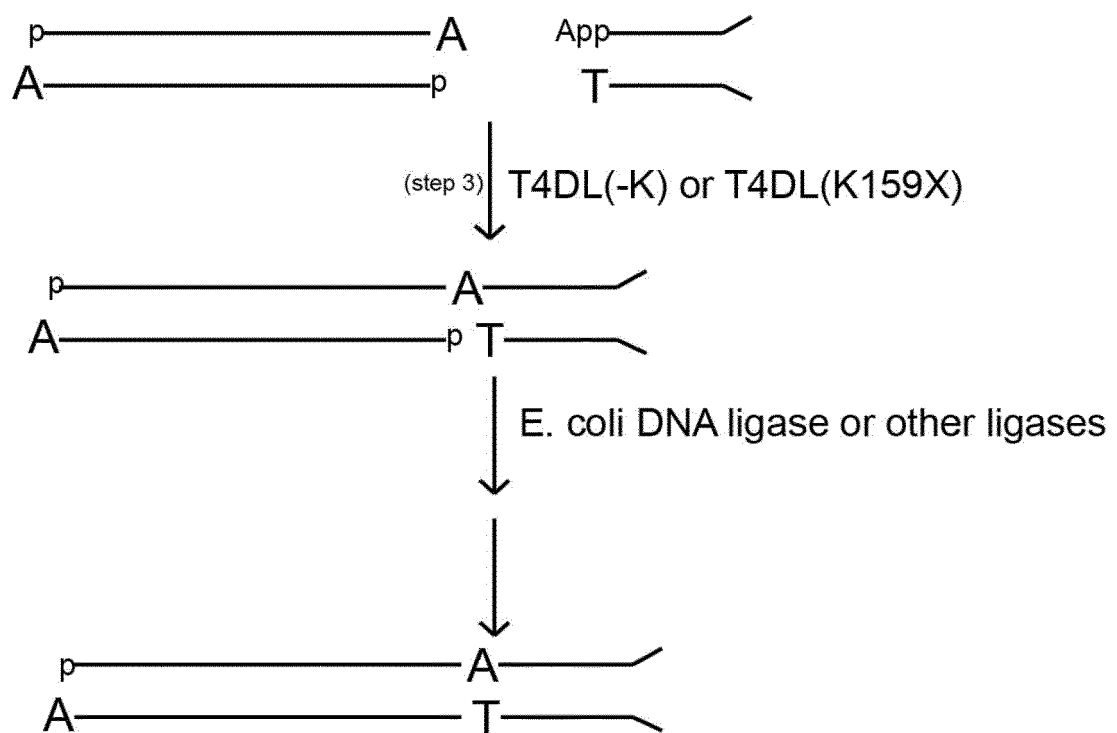 p A App
A p T
(step 3) T4DL(-K) or T4DL(K159X)
p A
A p T
E. coli DNA ligase or other ligases
p A
A T